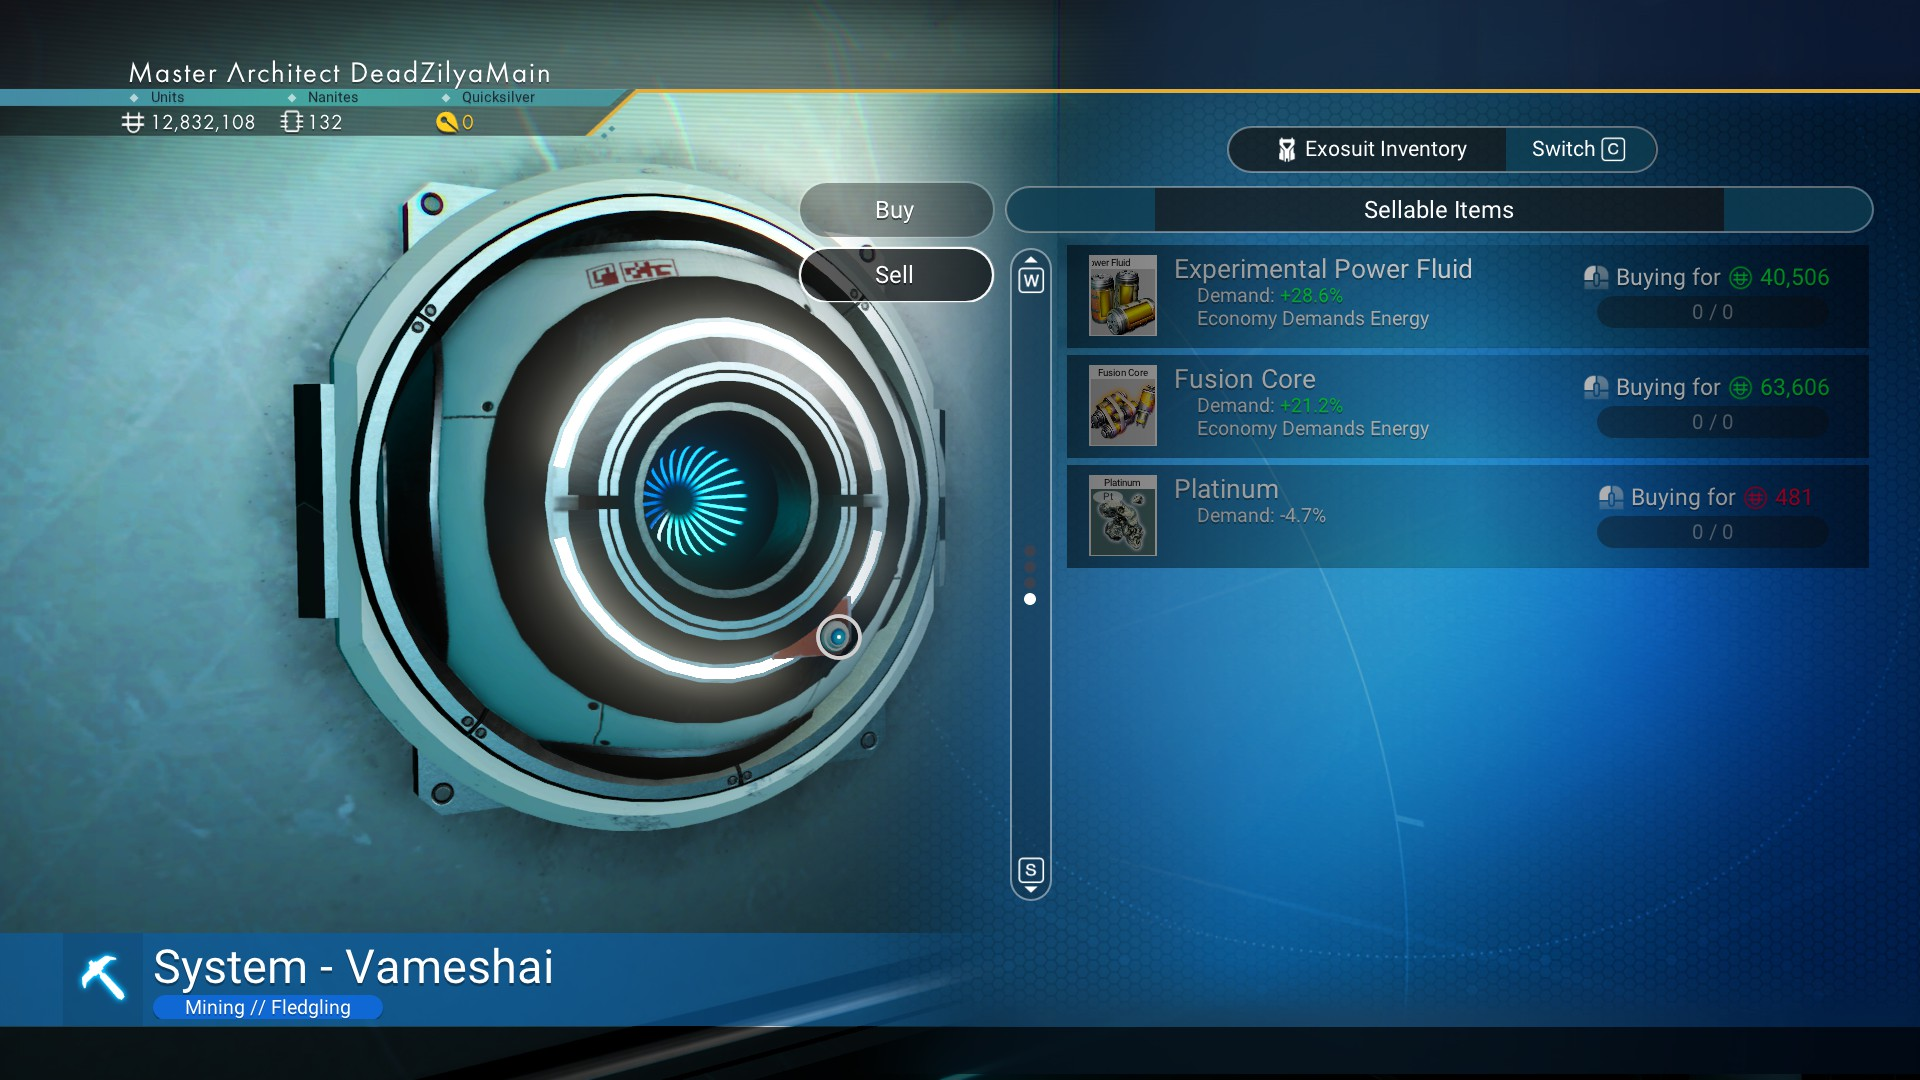 Master Architect DeadZilyaMain
Units
Nanites
Quicksilver
12,832,108
132
0
Exosuit Inventory
Switch C
Buy
Sellable Items
Sell
W
Power Fluid
Experimental Power Fluid
Demand: +28.6%
Economy Demands Energy
Buying for 40,506
0 / 0
Fusion Core
Fusion Core
Demand: +21.2%
Economy Demands Energy
Buying for 63,606
0 / 0
Platinum
Pt
Platinum
Demand: -4.7%
Buying for 481
0 / 0
S
System - Vameshai
Mining // Fledgling